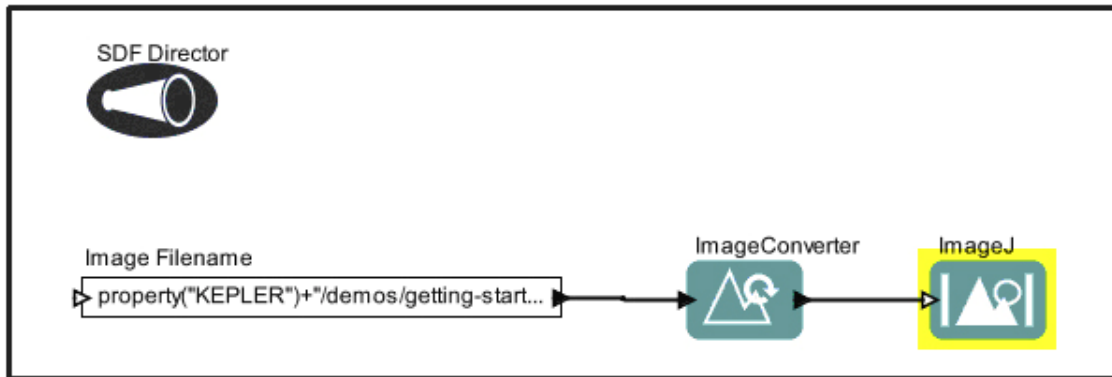 SDF Director
Image Filename
property("KEPLER")+"/demos/getting-start...
ImageConverter
ImageJ